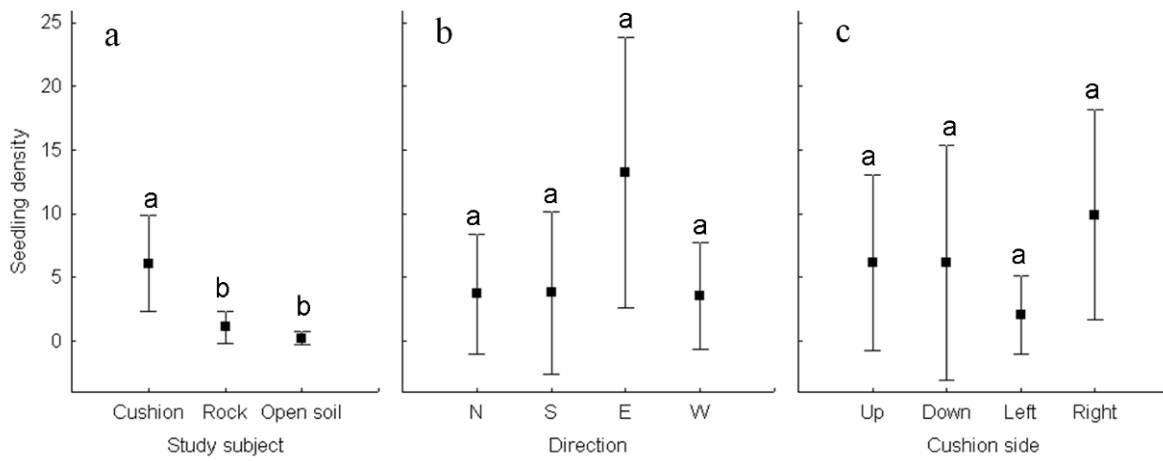 a
b
c
25
20
15
10
5
0
Seedling density
a
b
b
a
a
a
a
a
a
a
a
Cushion Rock Open soil
N S E W
Up Down Left Right
Study subject
Direction
Cushion side